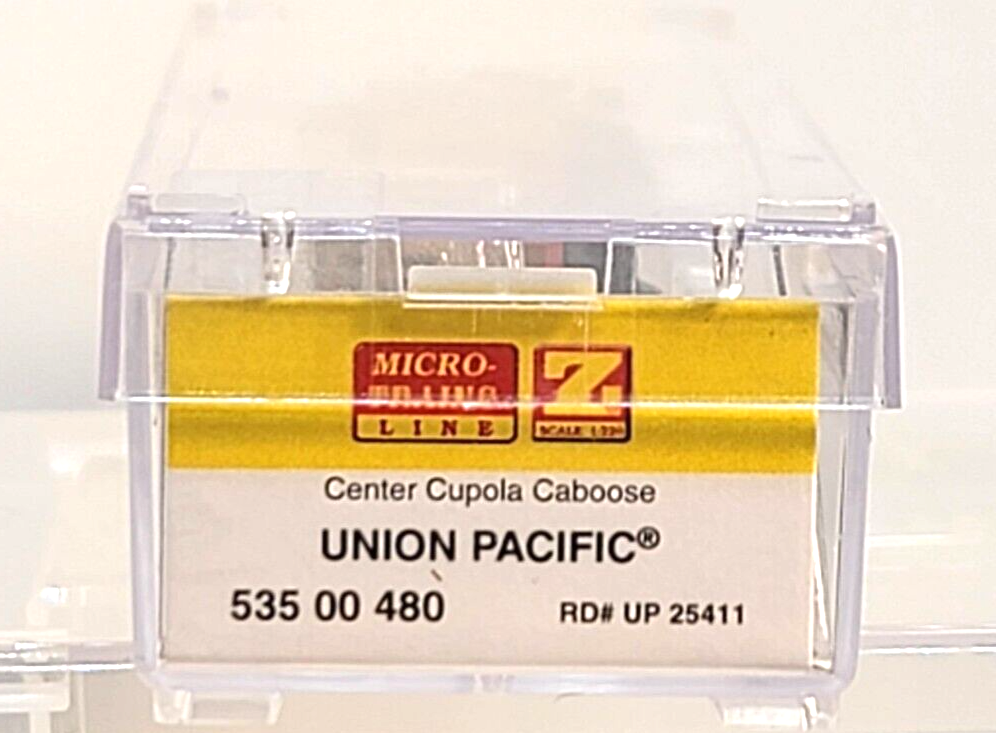 MICRO-
TRAINS
LINE
Z
SCALE 1:220
Center Cupola Caboose
UNION PACIFIC®
535 00 480
RD# UP 25411